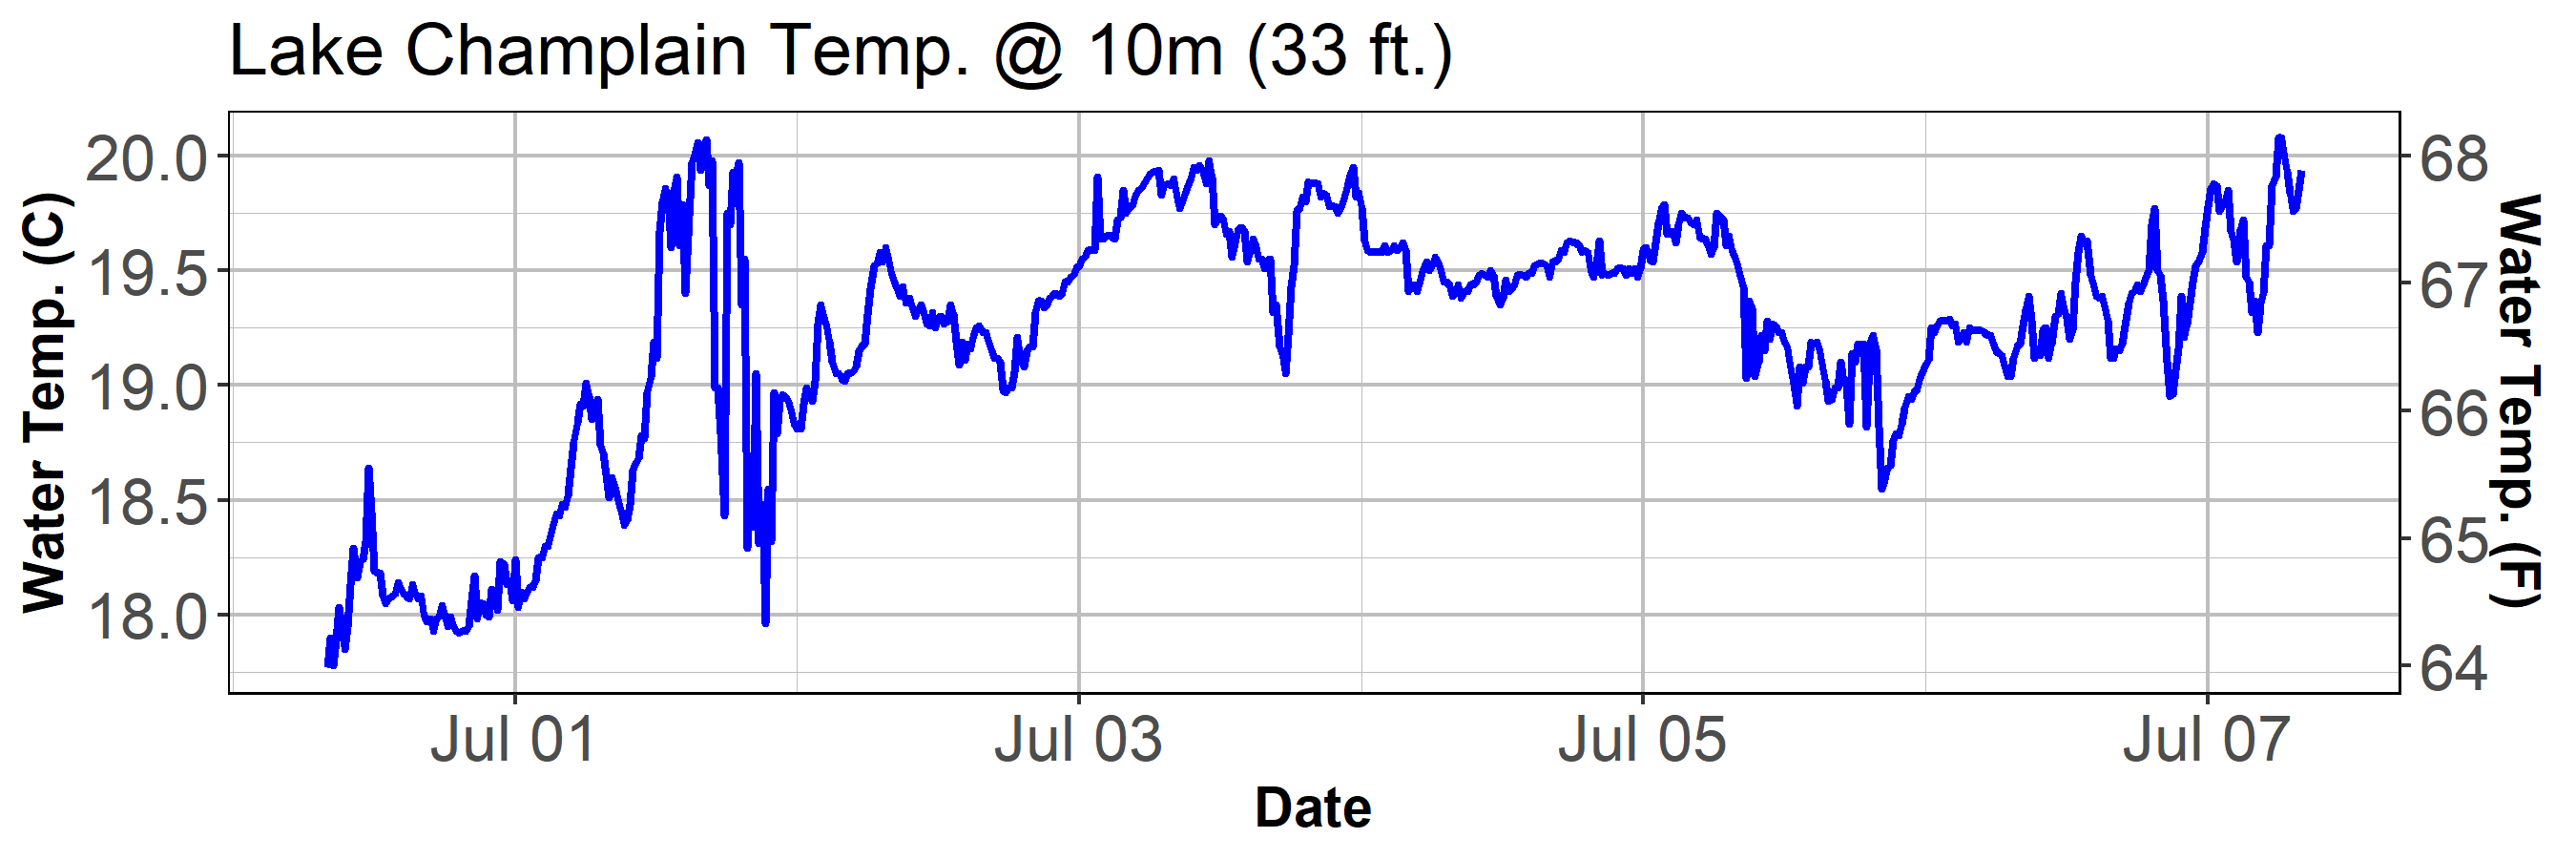 Lake Champlain Temp. @ 10m (33 ft.)
Water Temp. (C)
20.0
19.5
19.0
18.5
18.0
68
67
66
65
64
Water Temp. (F)
Jul 01 Jul 03 Jul 05 Jul 07
Date